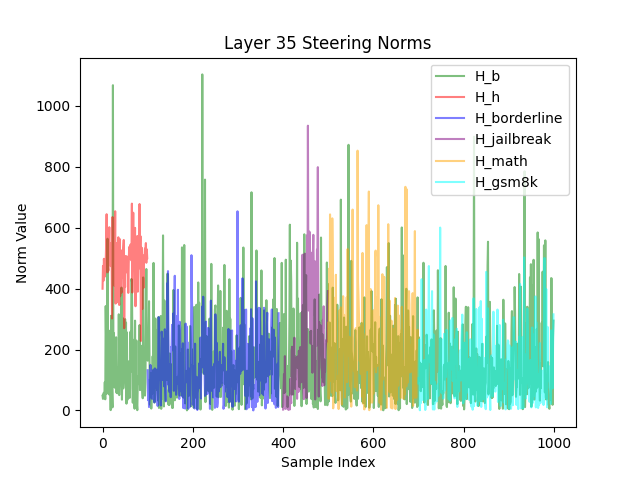 Layer 35 Steering Norms
H_b
H_h
H_borderline
H_jailbreak
H_math
H_gsm8k
Norm Value
1000
800
600
400
200
0
0 200 400 600 800 1000
Sample Index